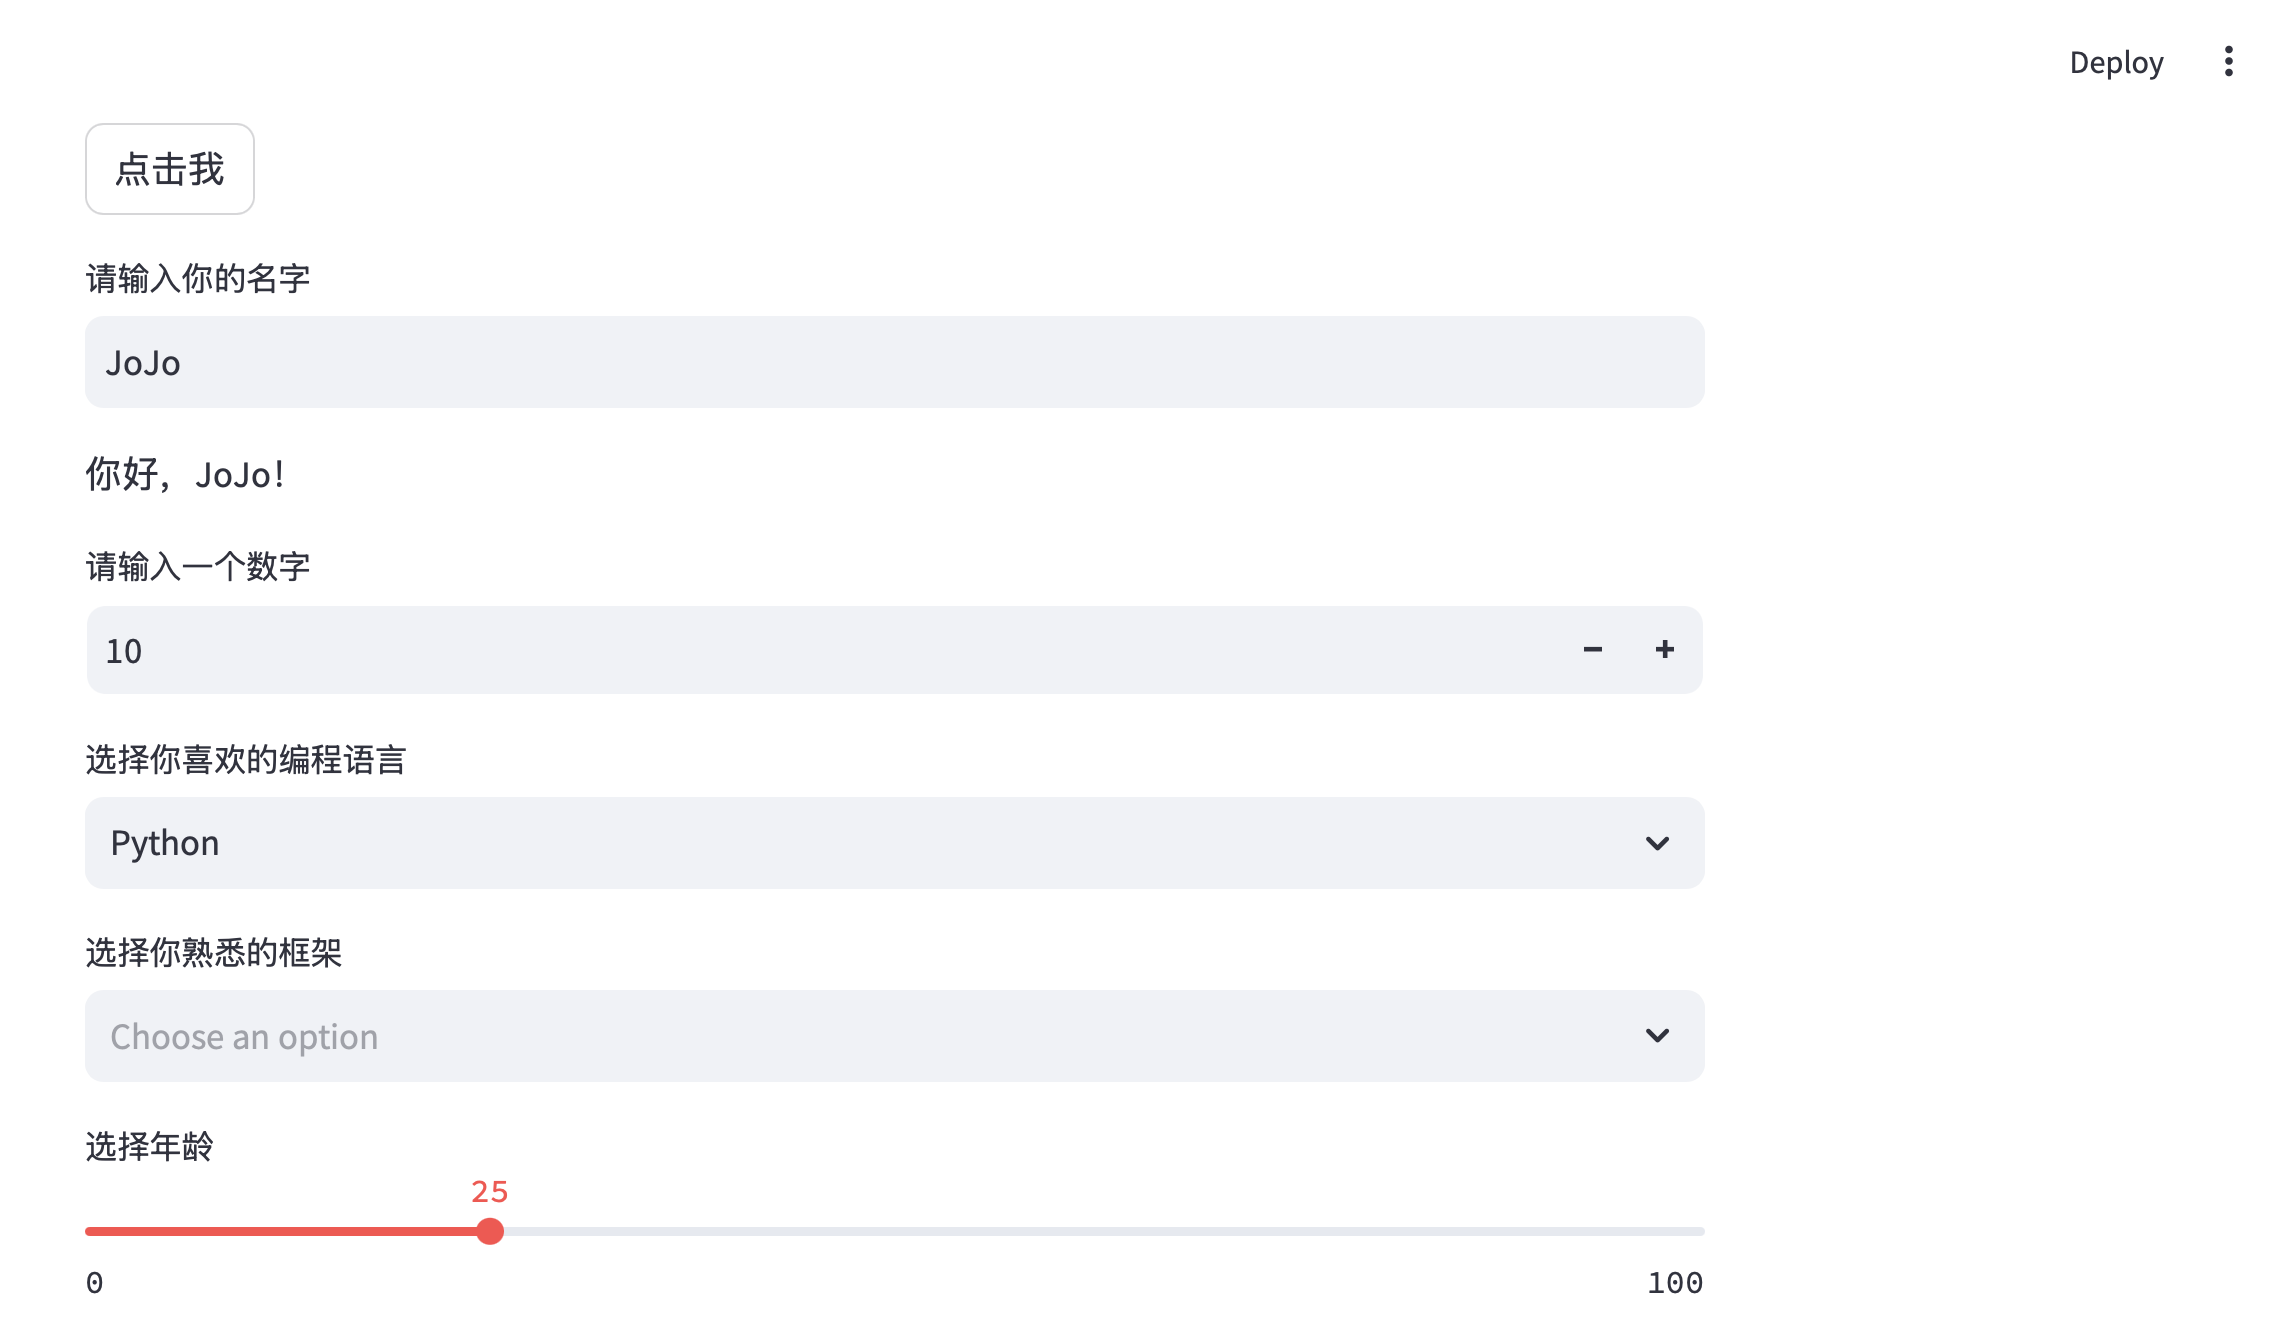 Deploy
点击我
请输入你的名字
JoJo
你好，JoJo！
请输入一个数字
10
选择你喜欢的编程语言
Python
选择你熟悉的框架
Choose an option
选择年龄
25
0 100